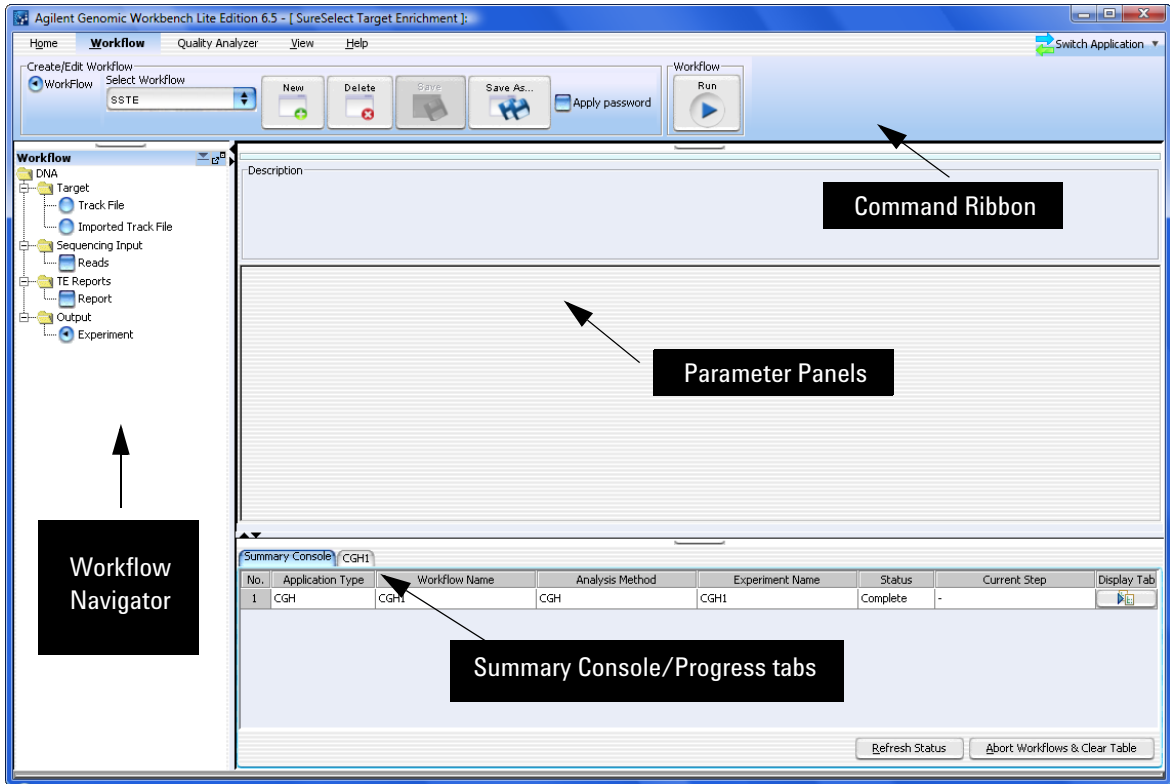 Agilent Genomic Workbench Lite Edition 6.5 - [ SureSelect Target Enrichment ]:
Home Workflow Quality Analyzer View Help Switch Application
Create/Edit Workflow
WorkFlow Select Workflow
SSTE
New Delete Save Save As... Apply password
Workflow
Run
Workflow
DNA
Target
Track File
Imported Track File
Sequencing Input
Reads
TE Reports
Report
Output
Experiment
Description
Command Ribbon
Parameter Panels
Workflow
Navigator
Summary Console CGH1
No. Application Type Workflow Name Analysis Method Experiment Name Status Current Step Display Tab
1 CGH CGH1 CGH CGH1 Complete -
Summary Console/Progress tabs
Refresh Status Abort Workflows & Clear Table